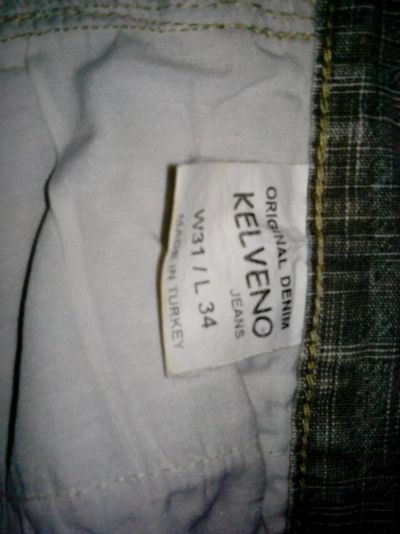 ORIGINAL DENIM
KELVENO
JEANS
W31 / L 34
MADE IN TURKEY